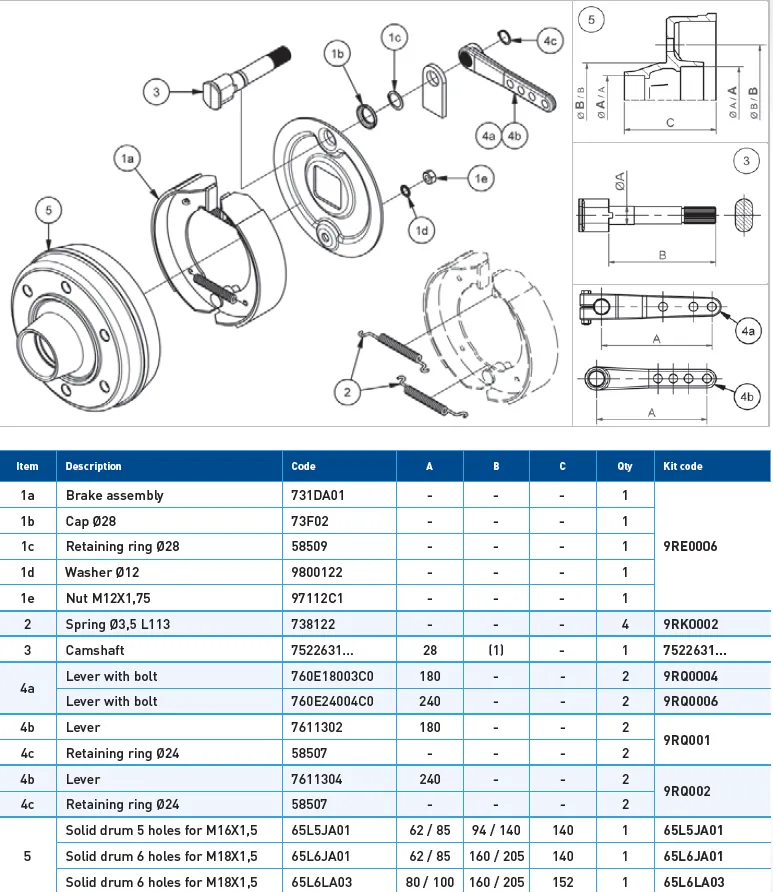 1c
1b
4c
3
4a
4b
1a
1e
1d
5
2
5
Ø B / B
Ø A / A
C
Ø A / A
Ø B / B
3
ØA
B
4a
A
4b
A
Item Description Code A B C Qty Kit code
1a Brake assembly 731DA01 - - - 1
1b Cap Ø28 73F02 - - - 1
1c Retaining ring Ø28 58509 - - - 1 9RE0006
1d Washer Ø12 9800122 - - - 1
1e Nut M12X1,75 97112C1 - - - 1
2 Spring Ø3,5 L113 738122 - - - 4 9RK0002
3 Camshaft 7522631... 28 (1) - 1 7522631...
4a
Lever with bolt 760E18003C0 180 - - 2 9RQ0004
Lever with bolt 760E24004C0 240 - - 2 9RQ0006
4b Lever 7611302 180 - - 2
9RQ001
4c Retaining ring Ø24 58507 - - - 2
4b Lever 7611304 240 - - 2
9RQ002
4c Retaining ring Ø24 58507 - - - 2
Solid drum 5 holes for M16X1,5 65L5JA01 62 / 85 94 / 140 140 1 65L5JA01
5 Solid drum 6 holes for M18X1,5 65L6JA01 62 / 85 160 / 205 140 1 65L6JA01
Solid drum 6 holes for M18X1,5 65L6LA03 80 / 100 160 / 205 152 1 65L6LA03